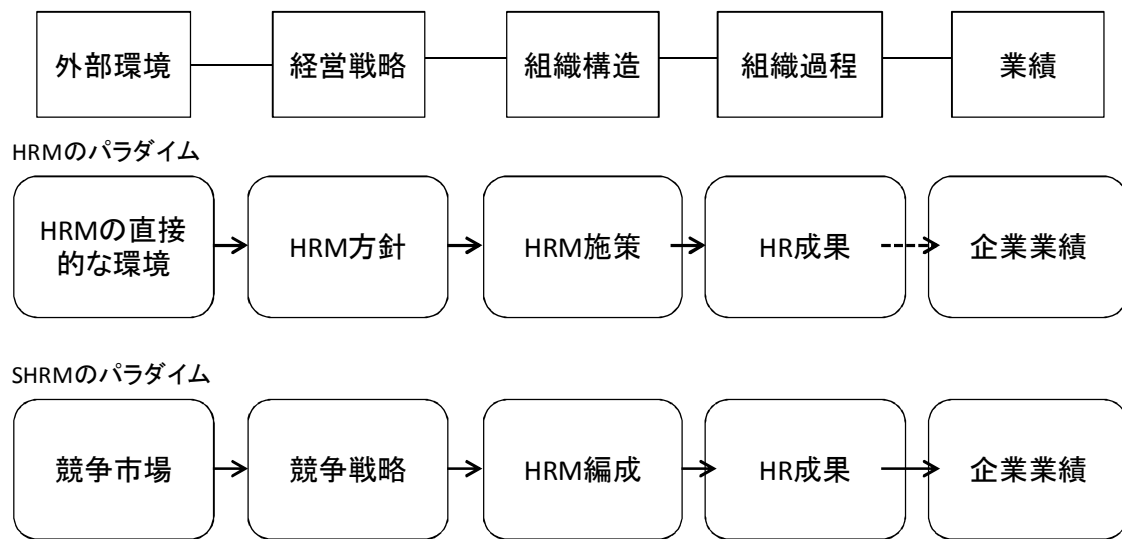 外部環境
経営戦略
組織構造
組織過程
業績
HRMのパラダイム
HRMの直接
的な環境
HRM方針
HRM施策
HR成果
企業業績
SHRMのパラダイム
競争市場
競争戦略
HRM編成
HR成果
企業業績